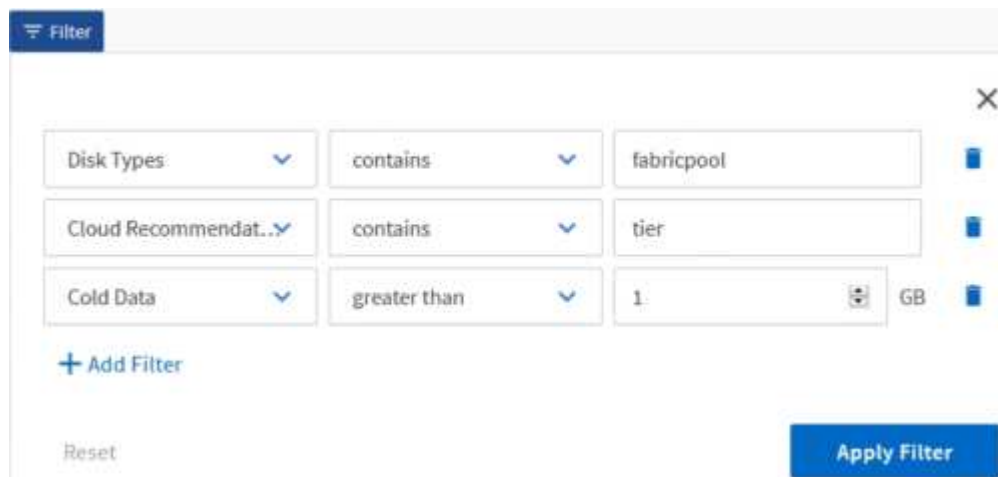 Filter
Disk Types contains fabricpool
Cloud Recommendat... contains tier
Cold Data greater than 1 GB
+ Add Filter
Reset Apply Filter